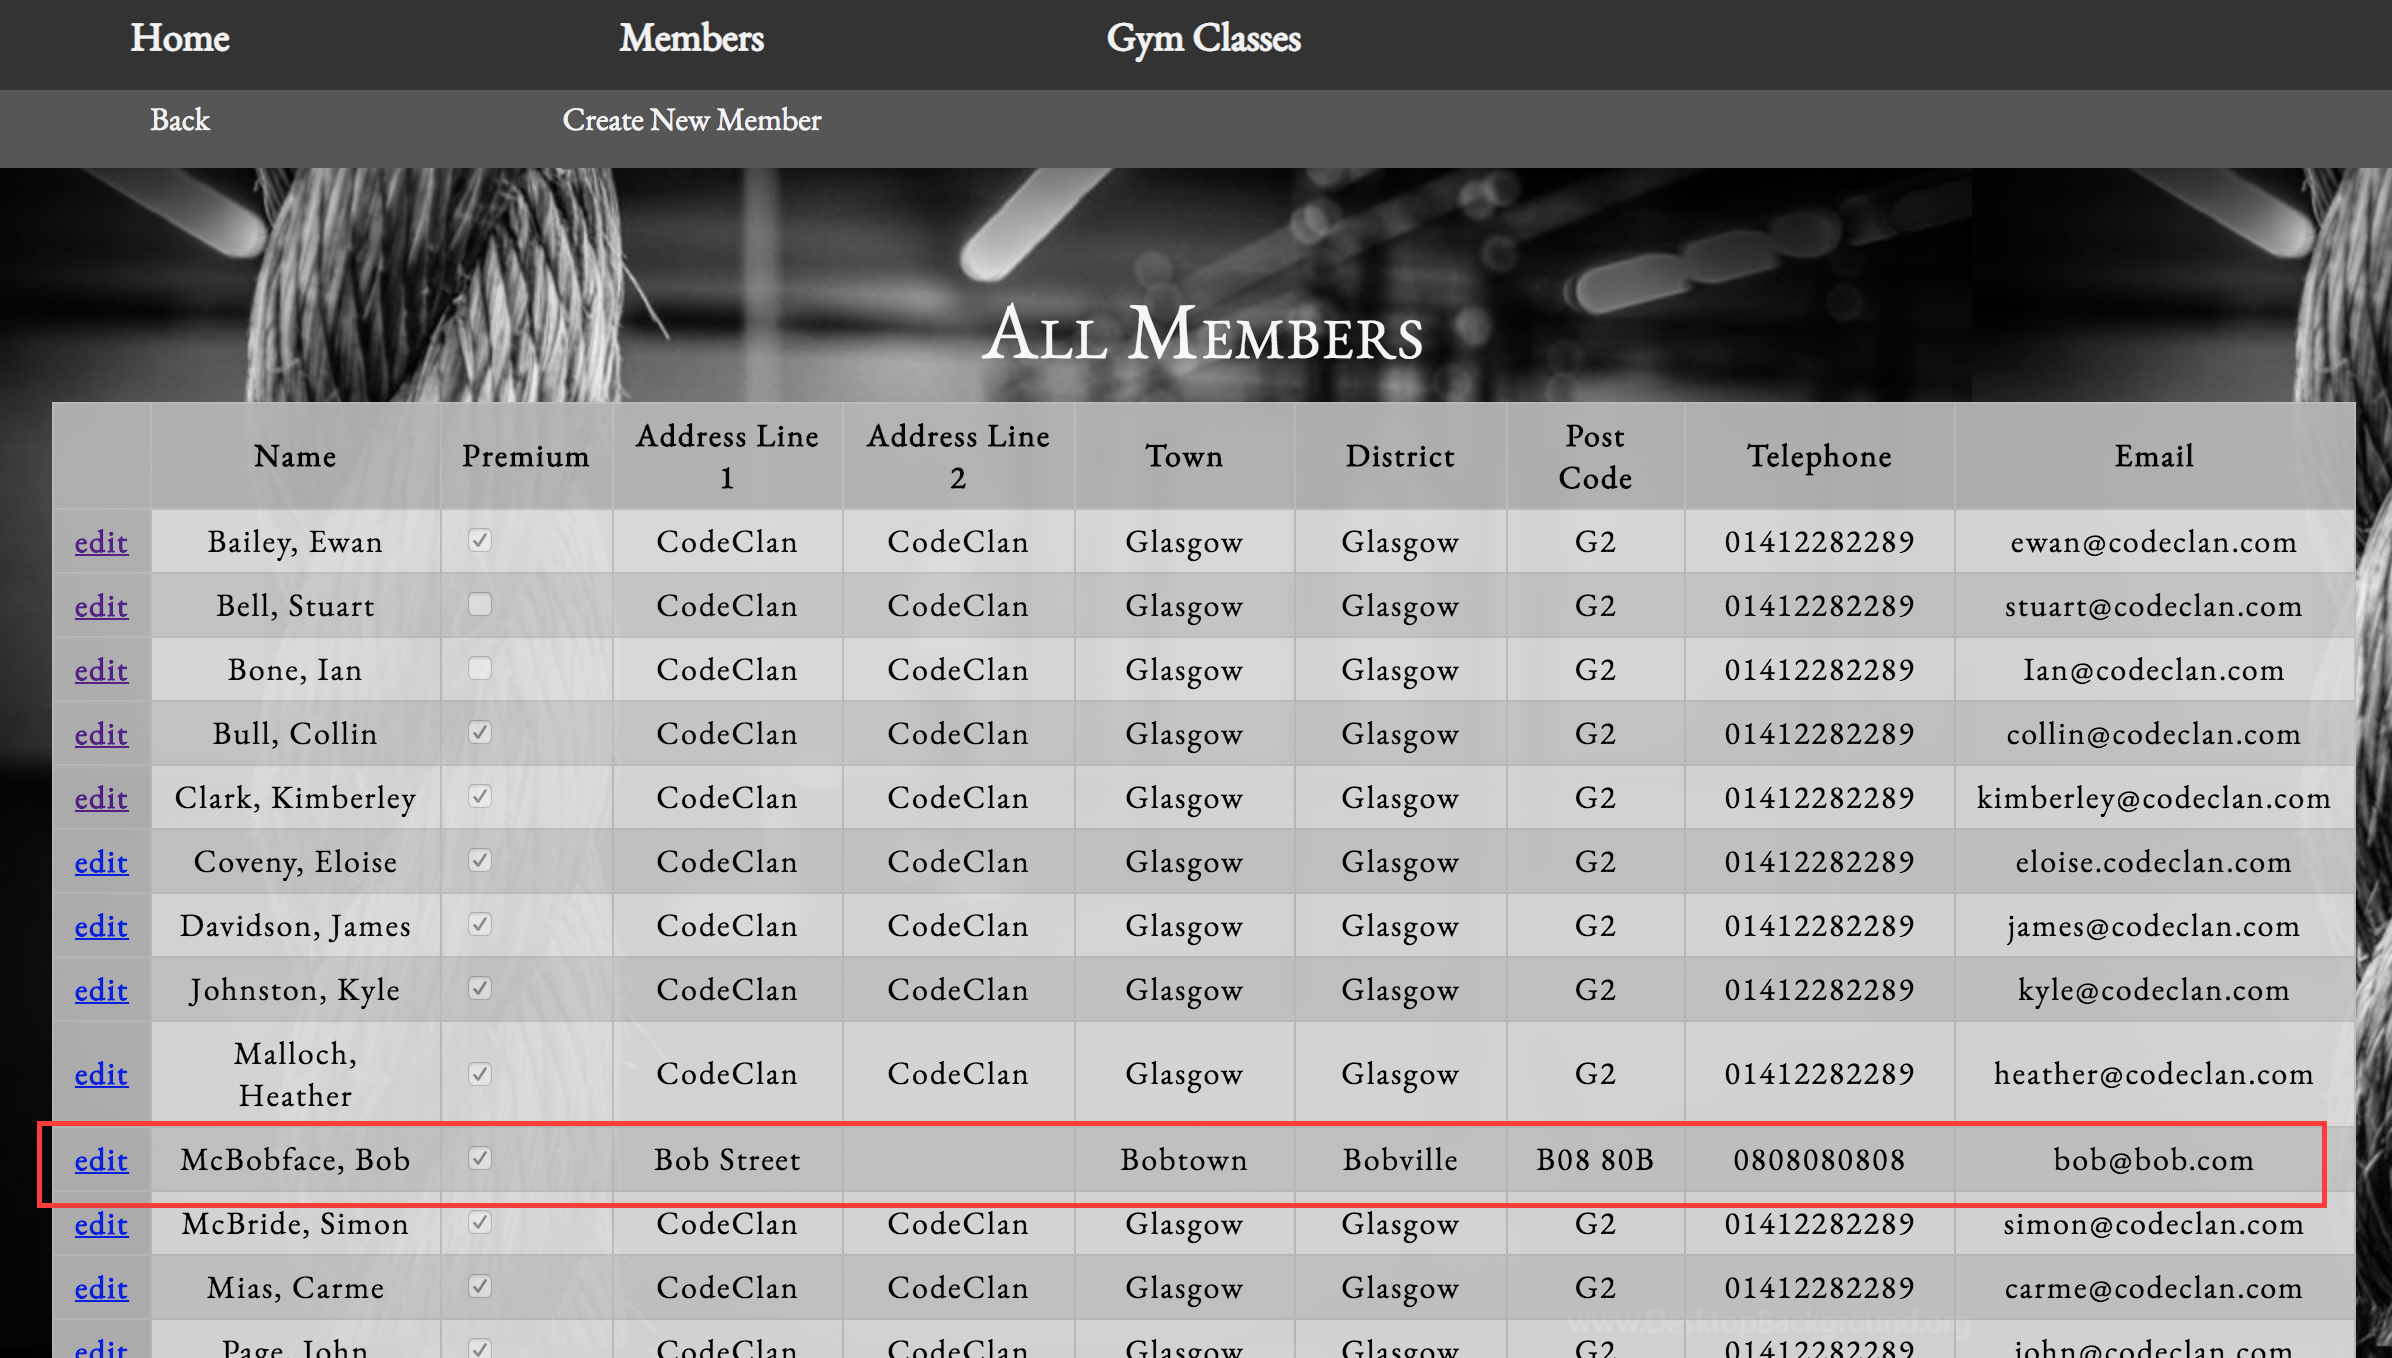 Home Members Gym Classes
Back Create New Member
All Members
Name Premium Address Line 1 Address Line 2 Town District Post Code Telephone Email
edit Bailey, Ewan CodeClan CodeClan Glasgow Glasgow G2 01412282289 ewan@codeclan.com
edit Bell, Stuart CodeClan CodeClan Glasgow Glasgow G2 01412282289 stuart@codeclan.com
edit Bone, Ian CodeClan CodeClan Glasgow Glasgow G2 01412282289 Ian@codeclan.com
edit Bull, Collin CodeClan CodeClan Glasgow Glasgow G2 01412282289 collin@codeclan.com
edit Clark, Kimberley CodeClan CodeClan Glasgow Glasgow G2 01412282289 kimberley@codeclan.com
edit Coveny, Eloise CodeClan CodeClan Glasgow Glasgow G2 01412282289 eloise.codeclan.com
edit Davidson, James CodeClan CodeClan Glasgow Glasgow G2 01412282289 james@codeclan.com
edit Johnston, Kyle CodeClan CodeClan Glasgow Glasgow G2 01412282289 kyle@codeclan.com
edit Malloch, Heather CodeClan CodeClan Glasgow Glasgow G2 01412282289 heather@codeclan.com
edit McBobface, Bob Bob Street Bobtown Bobville B08 80B 0808080808 bob@bob.com
edit McBride, Simon CodeClan CodeClan Glasgow Glasgow G2 01412282289 simon@codeclan.com
edit Mias, Carme CodeClan CodeClan Glasgow Glasgow G2 01412282289 carme@codeclan.com
www.DesktopBackground.org
edit Page, John CodeClan CodeClan Glasgow Glasgow G2 01412282289 john@codeclan.com